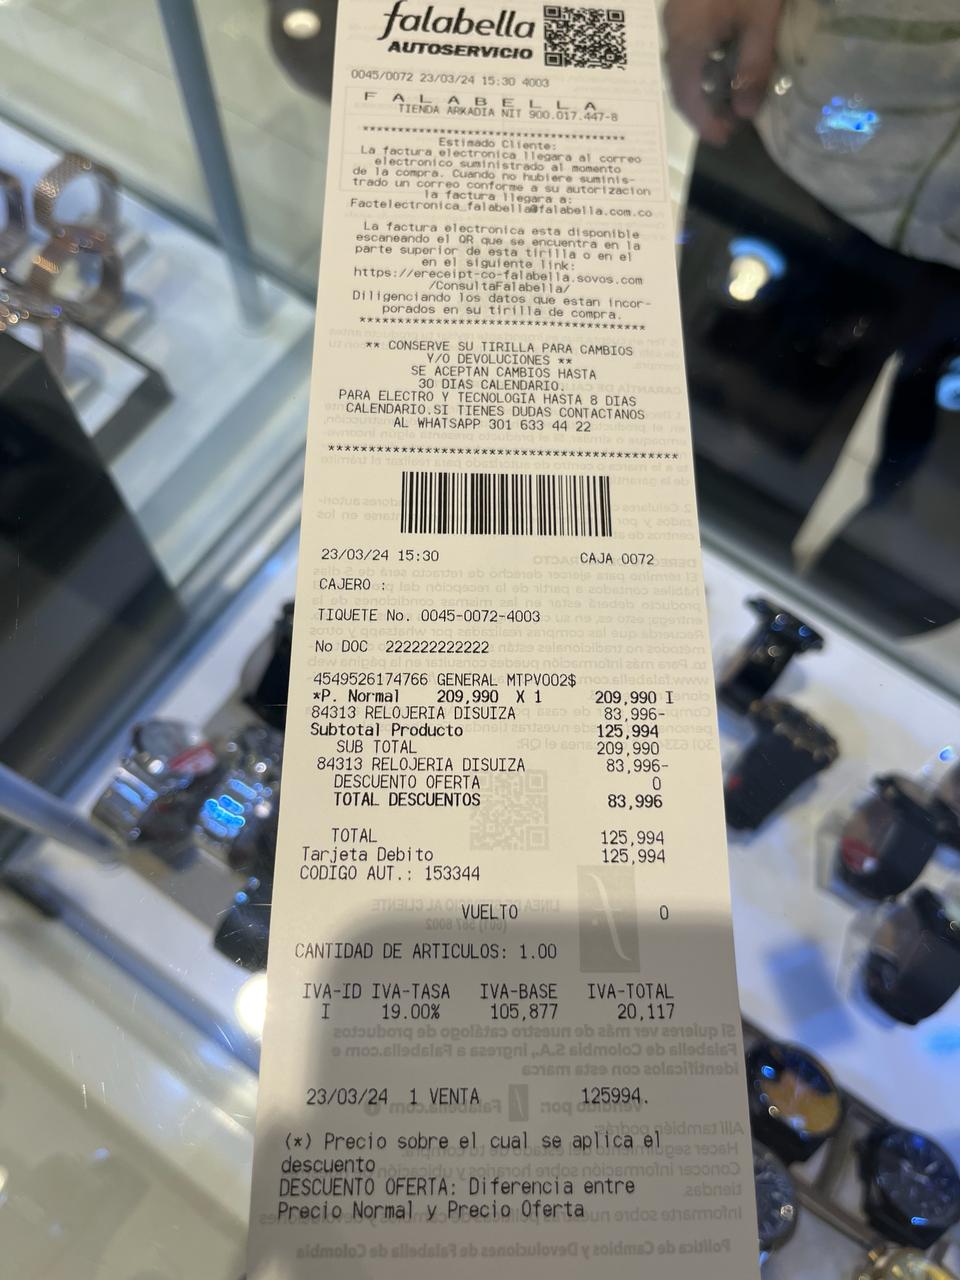 falabella
AUTOSERVICIO
0045/0072 23/03/24 15:30 4003
F A L A B E L L A
TIENDA ARKADIA NIT 900.017.447-8
********************************
Estimado Cliente:
La factura electronica llegara al correo
electronico suministrado al momento
de la compra. Cuando no hubiere suminis-
trado un correo conforme a su autorizacion
la factura llegara a:
Factelectronica_falabella@falabella.com.co
La factura electronica esta disponible
escaneando el QR que se encuentra en la
parte superior de esta tirilla o en el
en el siguiente link:
https://ereceipt-co-falabella.sovos.com
/ConsultaFalabella/
Diligenciando los datos que estan incor-
porados en su tirilla de compra.
***********************************
** CONSERVE SU TIRILLA PARA CAMBIOS
Y/O DEVOLUCIONES **
SE ACEPTAN CAMBIOS HASTA
30 DIAS CALENDARIO.
PARA ELECTRO Y TECNOLOGIA HASTA 8 DIAS
CALENDARIO.SI TIENES DUDAS CONTACTANOS
AL WHATSAPP 301 633 44 22
****************************************
23/03/24 15:30 CAJA 0072
CAJERO :
TIQUETE No. 0045-0072-4003
No DOC 222222222222
4549526174766 GENERAL MTPV002$
*P. Normal 209,990 X 1 209,990 I
84313 RELOJERIA DISUIZA 83,996-
Subtotal Producto 125,994
SUB TOTAL 209,990
84313 RELOJERIA DISUIZA 83,996-
DESCUENTO OFERTA 0
TOTAL DESCUENTOS 83,996
TOTAL 125,994
Tarjeta Debito 125,994
CODIGO AUT.: 153344
VUELTO 0
CANTIDAD DE ARTICULOS: 1.00
IVA-ID IVA-TASA IVA-BASE IVA-TOTAL
I 19.00% 105,877 20,117
23/03/24 1 VENTA 125994.
(*) Precio sobre el cual se aplica el
descuento
DESCUENTO OFERTA: Diferencia entre
Precio Normal y Precio Oferta